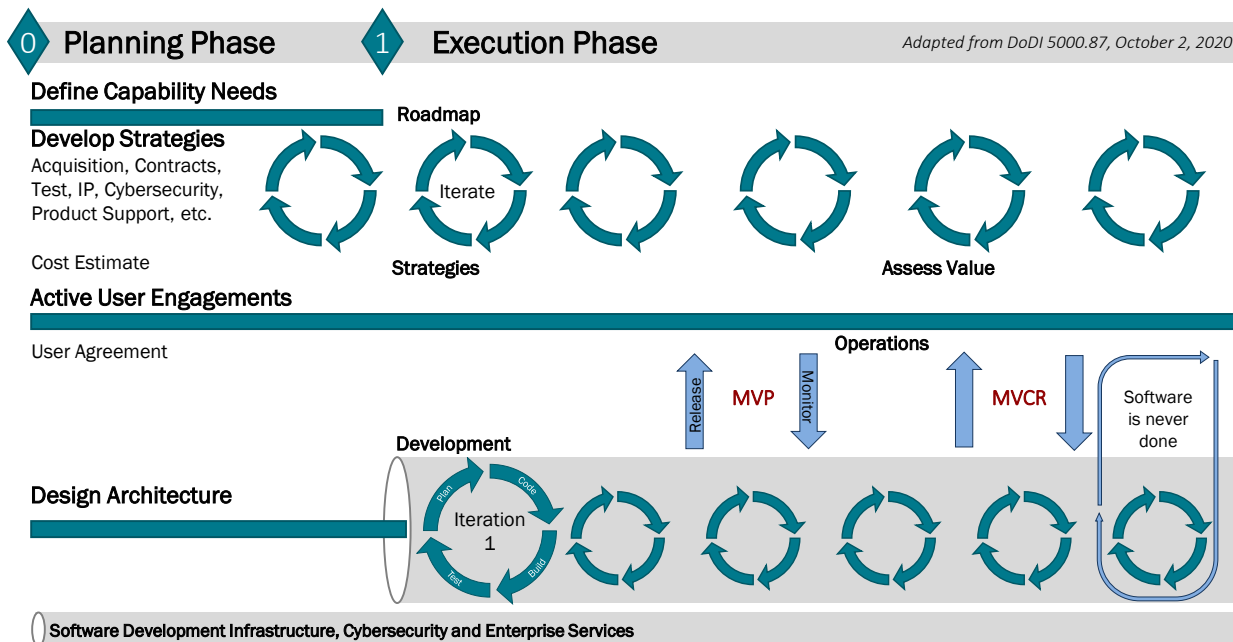 0 Planning Phase
1 Execution Phase
Adapted from DoDI 5000.87, October 2, 2020
Define Capability Needs
Roadmap
Develop Strategies
Acquisition, Contracts,
Test, IP, Cybersecurity,
Product Support, etc.
Iterate
Cost Estimate
Strategies
Assess Value
Active User Engagements
User Agreement
Operations
Release
MVP
Monitor
MVCR
Software
is never
done
Development
Design Architecture
Plan
Code
Iteration
1
Test
Build
Software Development Infrastructure, Cybersecurity and Enterprise Services